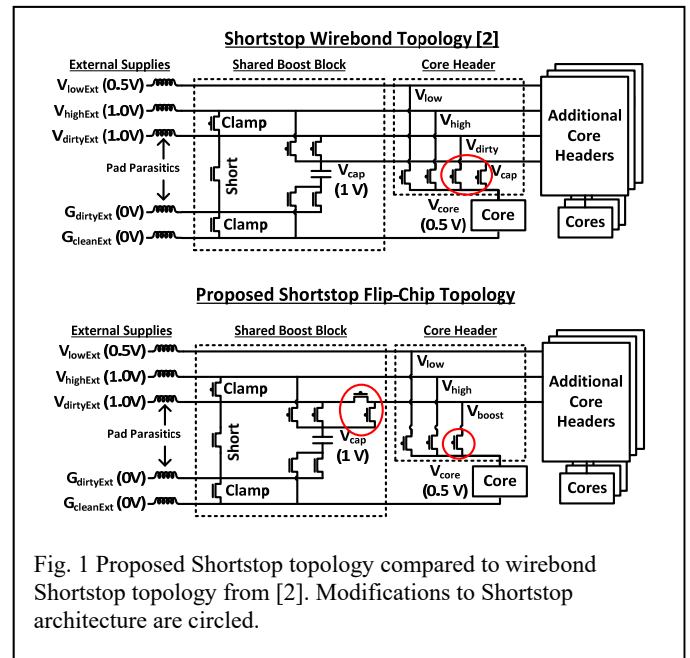 Shortstop Wirebond Topology [2]
External Supplies
Shared Boost Block
Core Header
VlowExt (0.5V)
VhighExt (1.0V)
VdirtyExt (1.0V)
Pad Parasitics
GdirtyExt (0V)
GcleanExt (0V)
Clamp
Short
Clamp
Vcap
(1 V)
Vlow
Vhigh
Vdirty
Vcap
Vcore
(0.5 V)
Core
Additional
Core
Headers
Cores
Proposed Shortstop Flip-Chip Topology
External Supplies
Shared Boost Block
Core Header
VlowExt (0.5V)
VhighExt (1.0V)
VdirtyExt (1.0V)
Pad Parasitics
GdirtyExt (0V)
GcleanExt (0V)
Clamp
Short
Clamp
Vcap
(1 V)
Vlow
Vhigh
Vboost
Vcore
(0.5 V)
Core
Additional
Core
Headers
Cores
Fig. 1 Proposed Shortstop topology compared to wirebond
Shortstop topology from [2]. Modifications to Shortstop
architecture are circled.